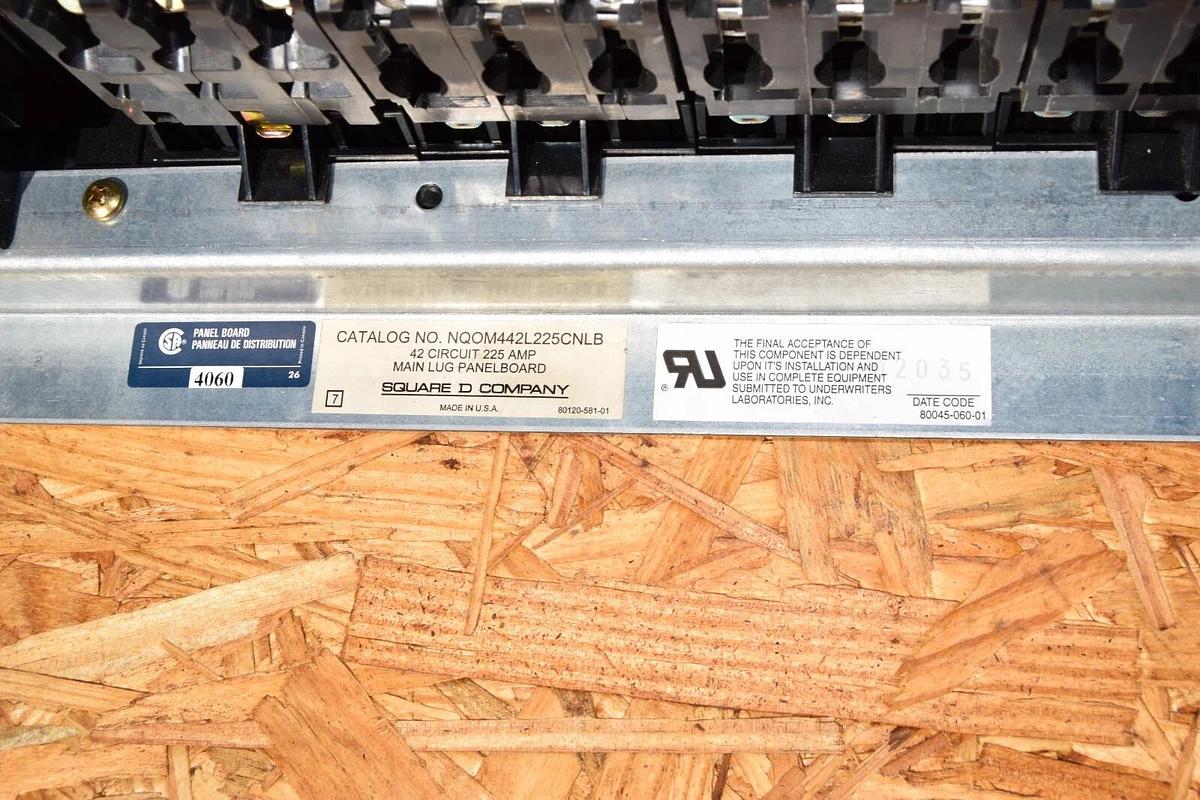 PANEL BOARD
PANNEAU DE DISTRIBUTION
4060
26
CATALOG NO. NQOM442L225CNLB
42 CIRCUIT 225 AMP
MAIN LUG PANELBOARD
SQUARE D COMPANY
7
MADE IN U.S.A.
80120-581-01
THE FINAL ACCEPTANCE OF
THIS COMPONENT IS DEPENDENT
UPON IT'S INSTALLATION AND
USE IN COMPLETE EQUIPMENT
SUBMITTED TO UNDERWRITERS
LABORATORIES, INC.
2035
DATE CODE
80045-060-01